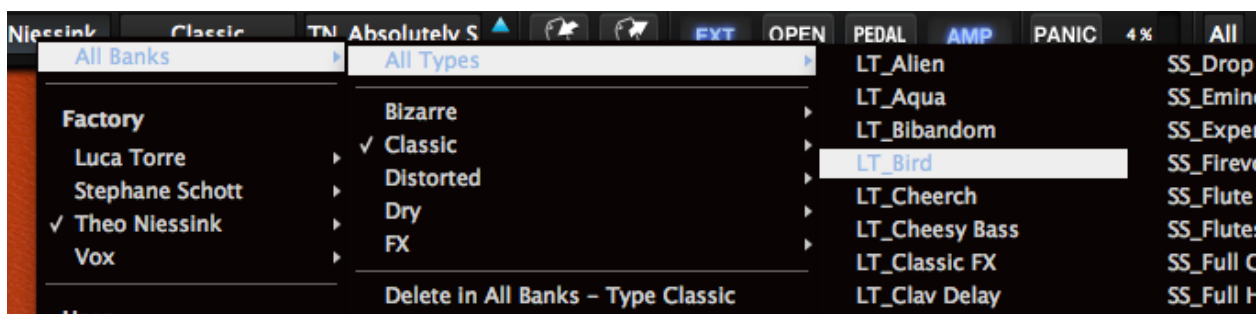 Niessink Classic TN_Absolutely S EXT OPEN PEDAL AMP PANIC 4 % All
All Banks
Factory
Luca Torre
Stephane Schott
✓ Theo Niessink
Vox
All Types
Bizarre
✓ Classic
Distorted
Dry
FX
Delete in All Banks – Type Classic
LT_Alien
LT_Aqua
LT_Bibandom
LT_Bird
LT_Cheerch
LT_Cheesy Bass
LT_Classic FX
LT_Clav Delay
SS_Drop
SS_Emin
SS_Exper
SS_Firev
SS_Flute
SS_Flute
SS_Full
SS_Full